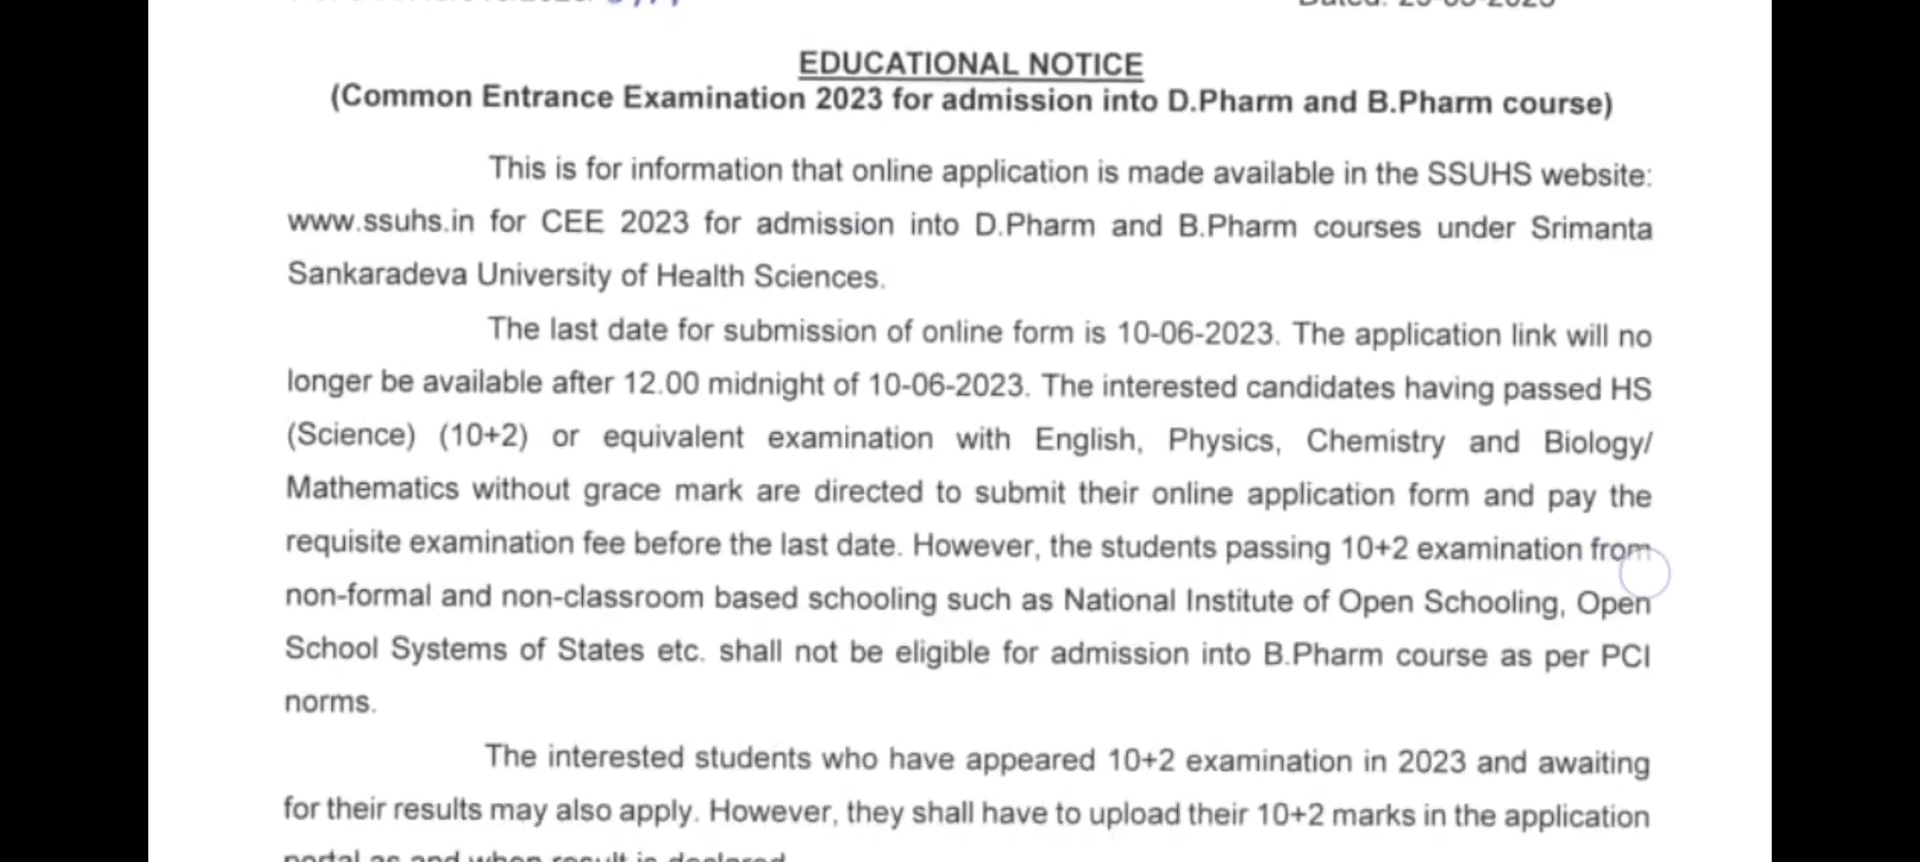 EDUCATIONAL NOTICE
(Common Entrance Examination 2023 for admission into D.Pharm and B.Pharm course)
This is for information that online application is made available in the SSUHS website:
www.ssuhs.in for CEE 2023 for admission into D.Pharm and B.Pharm courses under Srimanta
Sankaradeva University of Health Sciences.
The last date for submission of online form is 10-06-2023. The application link will no
longer be available after 12.00 midnight of 10-06-2023. The interested candidates having passed HS
(Science) (10+2) or equivalent examination with English, Physics, Chemistry and Biology/
Mathematics without grace mark are directed to submit their online application form and pay the
requisite examination fee before the last date. However, the students passing 10+2 examination from
non-formal and non-classroom based schooling such as National Institute of Open Schooling, Open
School Systems of States etc. shall not be eligible for admission into B.Pharm course as per PCI
norms.
The interested students who have appeared 10+2 examination in 2023 and awaiting
for their results may also apply. However, they shall have to upload their 10+2 marks in the application
portal as and when result is declared.